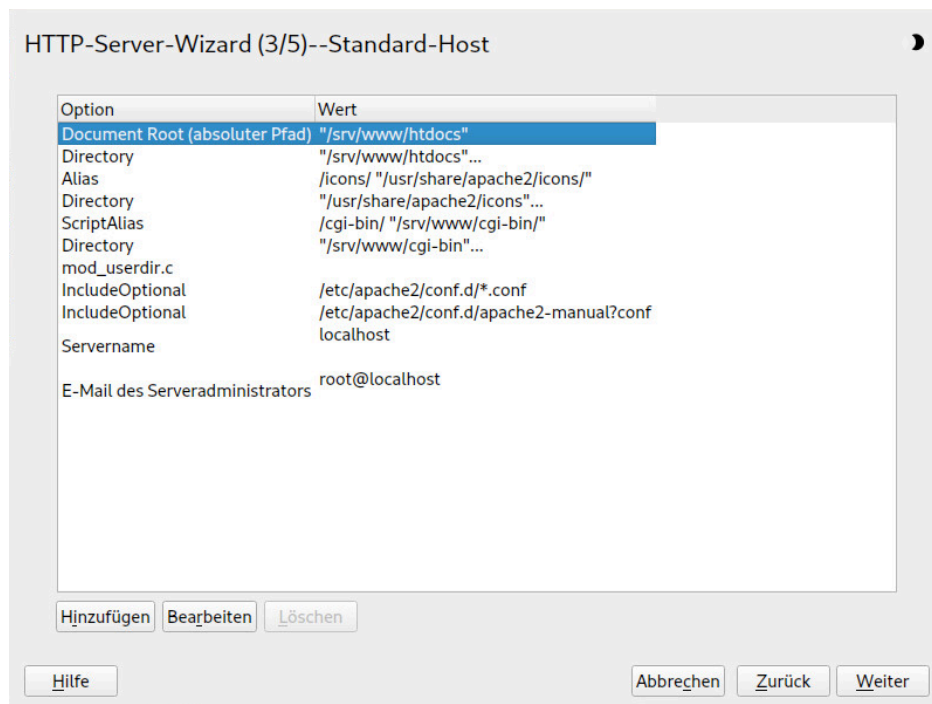 HTTP-Server-Wizard (3/5)--Standard-Host
Option Wert
Document Root (absoluter Pfad) "/srv/www/htdocs"
Directory "/srv/www/htdocs"...
Alias /icons/ "/usr/share/apache2/icons/"
Directory "/usr/share/apache2/icons"...
ScriptAlias /cgi-bin/ "/srv/www/cgi-bin/"
Directory "/srv/www/cgi-bin"...
mod_userdir.c
IncludeOptional /etc/apache2/conf.d/*.conf
IncludeOptional /etc/apache2/conf.d/apache2-manual?conf
Servername localhost
E-Mail des Serveradministrators root@localhost
Hinzufügen Bearbeiten Löschen
Hilfe Abbrechen Zurück Weiter